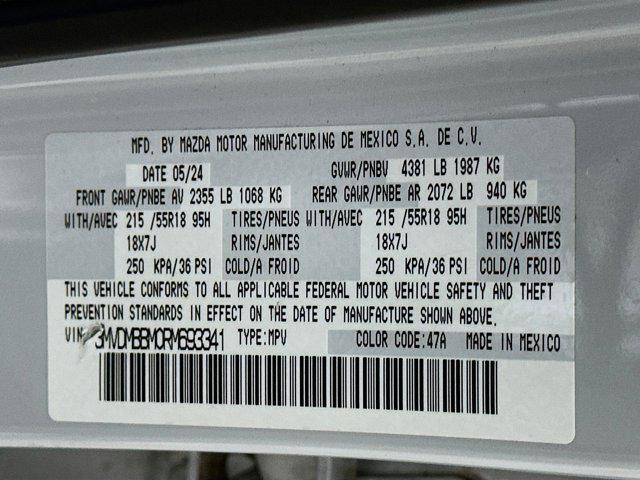 MFD. BY MAZDA MOTOR MANUFACTURING DE MEXICO S.A. DE C.V.
DATE 05/24 GVWR/PNBV 4381 LB 1987 KG
FRONT GAWR/PNBE AV 2355 LB 1068 KG REAR GAWR/PNBE AR 2072 LB 940 KG
WITH/AVEC 215 /55R18 95H TIRES/PNEUS WITH/AVEC 215 /55R18 95H TIRES/PNEUS
18X7J RIMS/JANTES 18X7J RIMS/JANTES
250 KPA/36 PSI COLD/A FROID 250 KPA/36 PSI COLD/A FROID
THIS VEHICLE CONFORMS TO ALL APPLICABLE FEDERAL MOTOR VEHICLE SAFETY AND THEFT
PREVENTION STANDARDS IN EFFECT ON THE DATE OF MANUFACTURE SHOWN ABOVE.
VIN: 3MVDMBBM0RM693341 TYPE:MPV COLOR CODE:47A MADE IN MEXICO